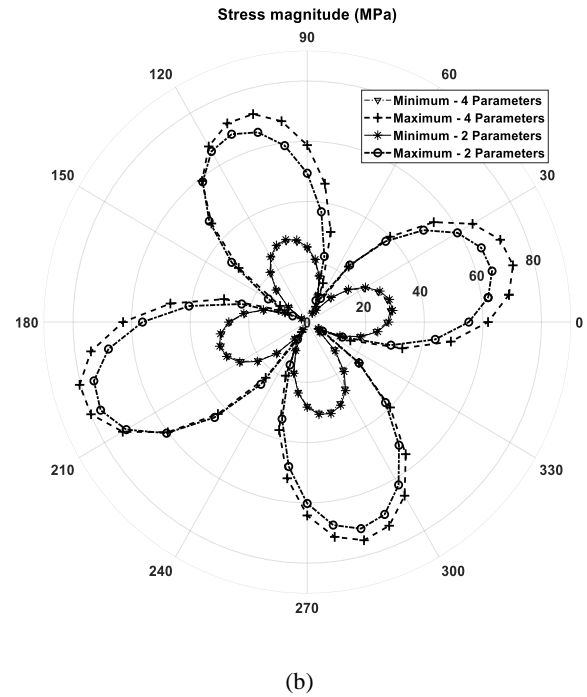 Stress magnitude (MPa)
90
120
60
Minimum - 4 Parameters
Maximum - 4 Parameters
Minimum - 2 Parameters
Maximum - 2 Parameters
150
30
80
60
40
20
180
0
210
330
240
300
270
(b)